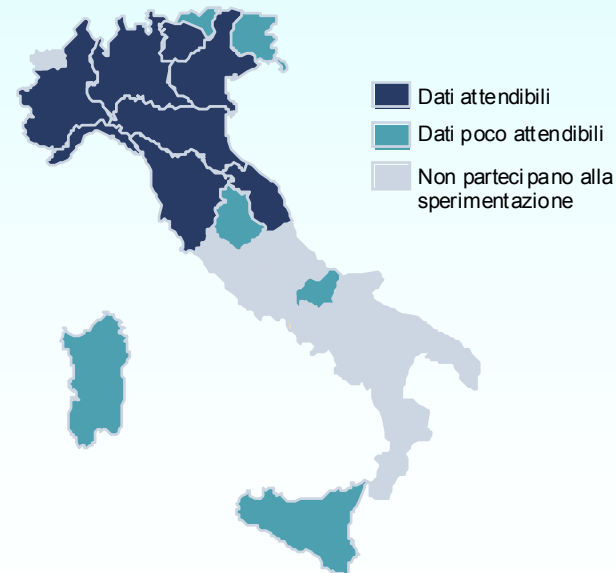 Dati attendibili
Dati poco attendibili
Non partecipano alla
sperimentazione